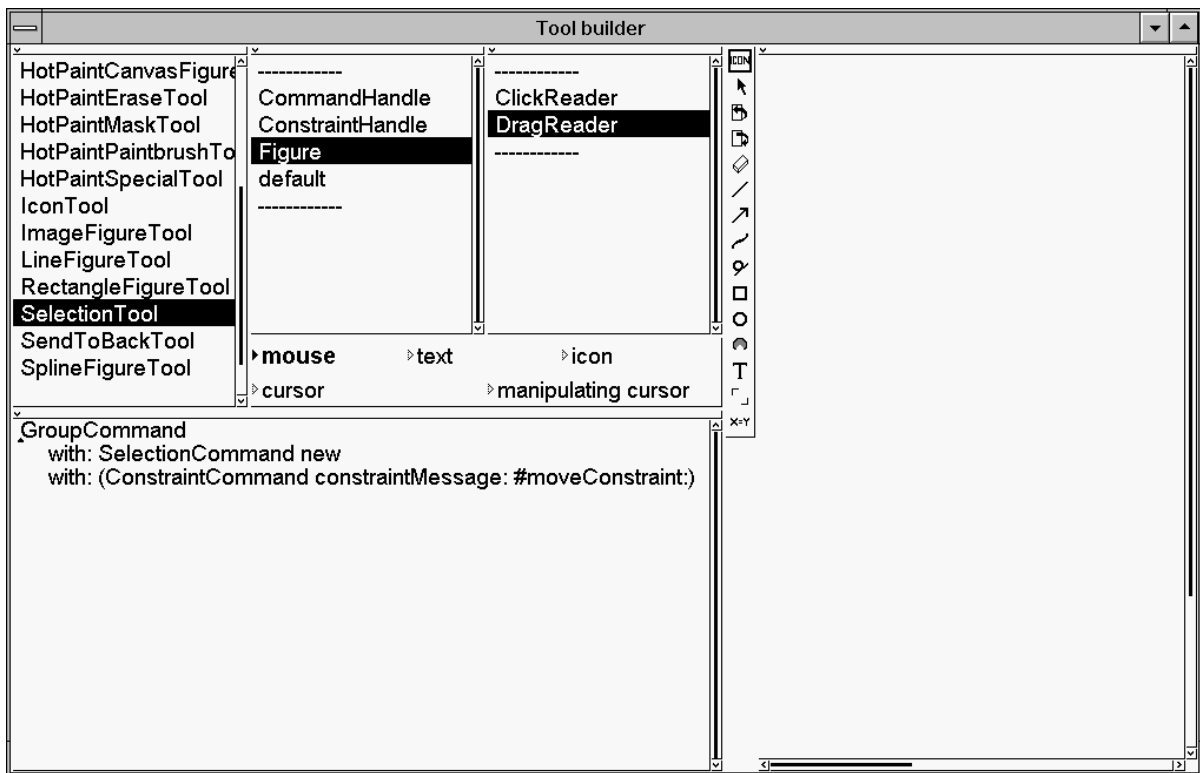 Tool builder
HotPaintCanvasFigure
HotPaintEraseTool
HotPaintMaskTool
HotPaintPaintbrushTo
HotPaintSpecialTool
IconTool
ImageFigureTool
LineFigureTool
RectangleFigureTool
SelectionTool
SendToBackTool
SplineFigureTool
------------
CommandHandle
ConstraintHandle
Figure
default
------------
------------
ClickReader
DragReader
------------
mouse text icon
cursor manipulating cursor
GroupCommand
with: SelectionCommand new
with: (ConstraintCommand constraintMessage: #moveConstraint:)
ICON
T
X=Y